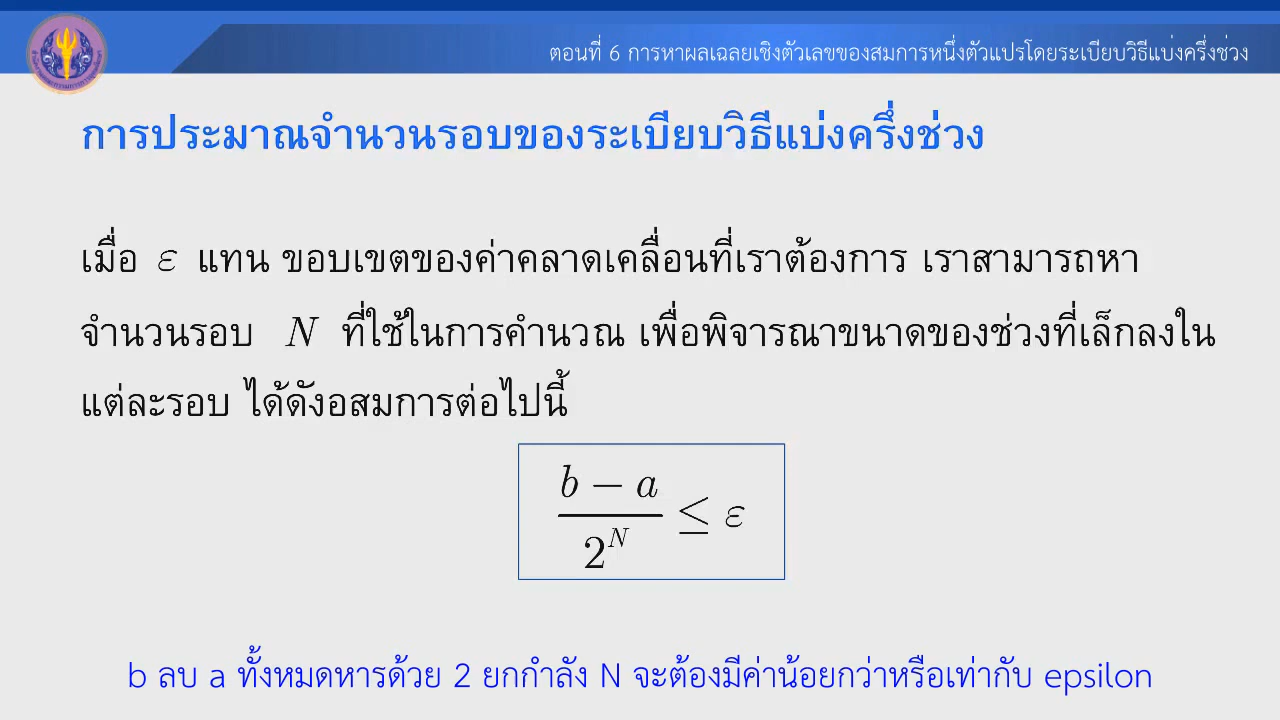 ตอนที่ 6 การหาผลเฉลยเชิงตัวเลขของสมการหนึ่งตัวแปรโดยระเบียบวิธีแบ่งครึ่งช่วง
การประมาณจำนวนรอบของระเบียบวิธีแบ่งครึ่งช่วง
เมื่อ ε แทน ขอบเขตของค่าคลาดเคลื่อนที่เราต้องการ เราสามารถหา
จำนวนรอบ N ที่ใช้ในการคำนวณ เพื่อพิจารณาขนาดของช่วงที่เล็กลงใน
แต่ละรอบ ได้ดังอสมการต่อไปนี้
(b − a) / 2^N ≤ ε
b ลบ a ทั้งหมดหารด้วย 2 ยกกำลัง N จะต้องมีค่าน้อยกว่าหรือเท่ากับ epsilon